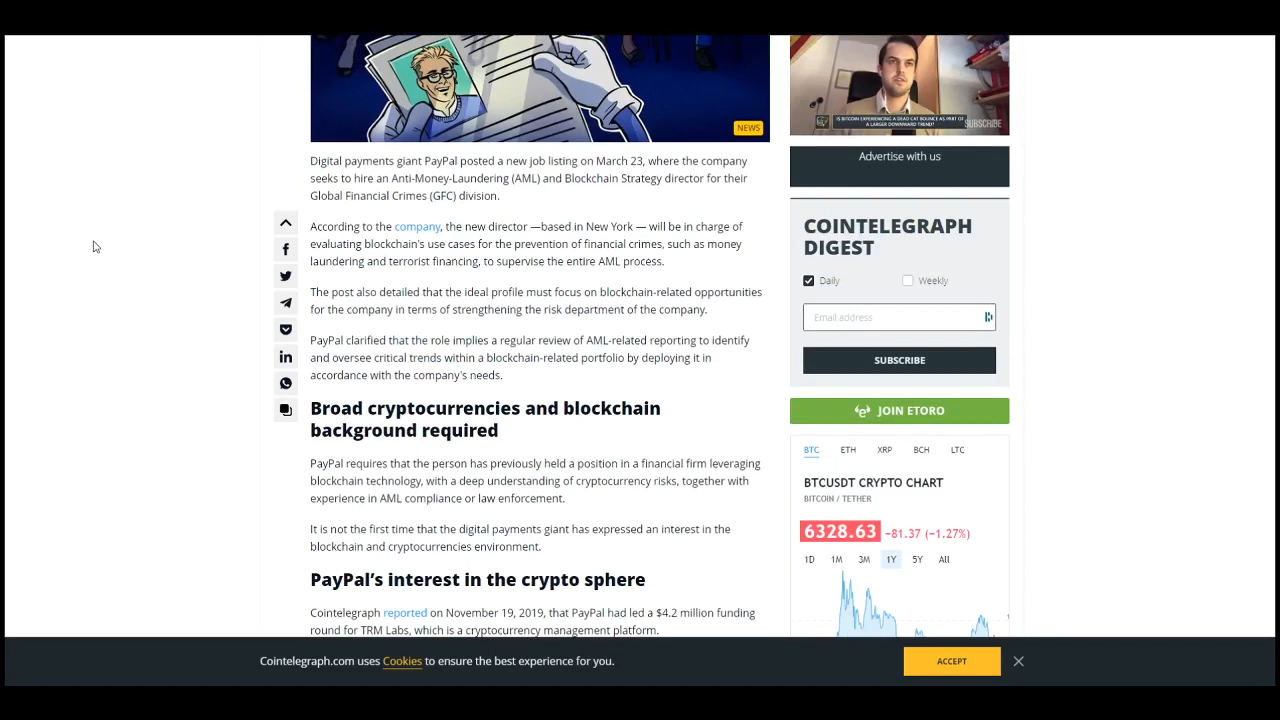 NEWS
Digital payments giant PayPal posted a new job listing on March 23, where the company
seeks to hire an Anti-Money-Laundering (AML) and Blockchain Strategy director for their
Global Financial Crimes (GFC) division.
According to the company, the new director —based in New York — will be in charge of
evaluating blockchain's use cases for the prevention of financial crimes, such as money
laundering and terrorist financing, to supervise the entire AML process.
The post also detailed that the ideal profile must focus on blockchain-related opportunities
for the company in terms of strengthening the risk department of the company.
PayPal clarified that the role implies a regular review of AML-related reporting to identify
and oversee critical trends within a blockchain-related portfolio by deploying it in
accordance with the company's needs.
Broad cryptocurrencies and blockchain
background required
PayPal requires that the person has previously held a position in a financial firm leveraging
blockchain technology, with a deep understanding of cryptocurrency risks, together with
experience in AML compliance or law enforcement.
It is not the first time that the digital payments giant has expressed an interest in the
blockchain and cryptocurrencies environment.
PayPal’s interest in the crypto sphere
Cointelegraph reported on November 19, 2019, that PayPal had led a $4.2 million funding
round for TRM Labs, which is a cryptocurrency management platform.
IS BITCOIN EXPERIENCING A DEAD CAT BOUNCE AS PART OF
A LARGER DOWNWARD TREND?
SUBSCRIBE
Advertise with us
COINTELEGRAPH
DIGEST
Daily Weekly
Email address
SUBSCRIBE
JOIN ETORO
BTC ETH XRP BCH LTC
BTCUSDT CRYPTO CHART
BITCOIN / TETHER
6328.63 −81.37 (−1.27%)
1D 1M 3M 1Y 5Y All
Cointelegraph.com uses Cookies to ensure the best experience for you.
ACCEPT